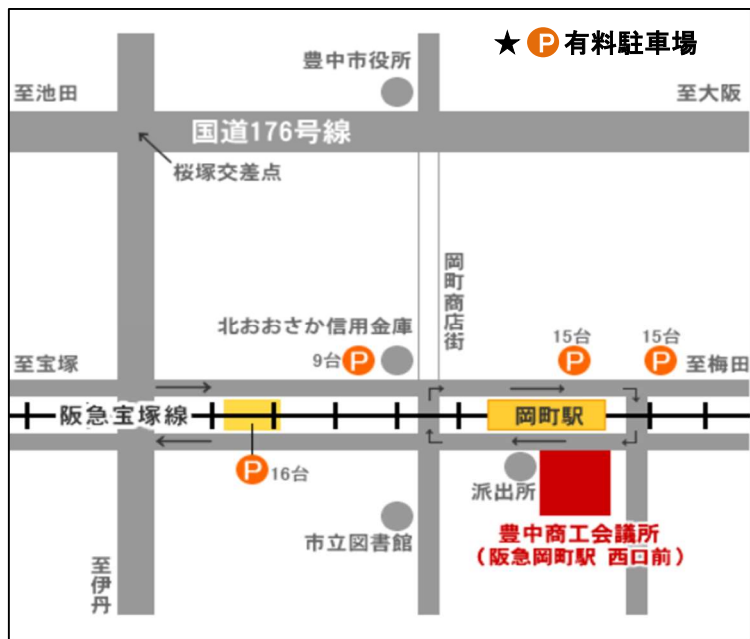 ★ P 有料駐車場
豊中市役所
至池田
至大阪
国道176号線
桜塚交差点
岡町商店街
北おおさか信用金庫
15台
15台
至宝塚
9台 P
P
P
至梅田
阪急宝塚線
岡町駅
P 16台
派出所
市立図書館
豊中商工会議所
（阪急岡町駅 西口前）
至伊丹